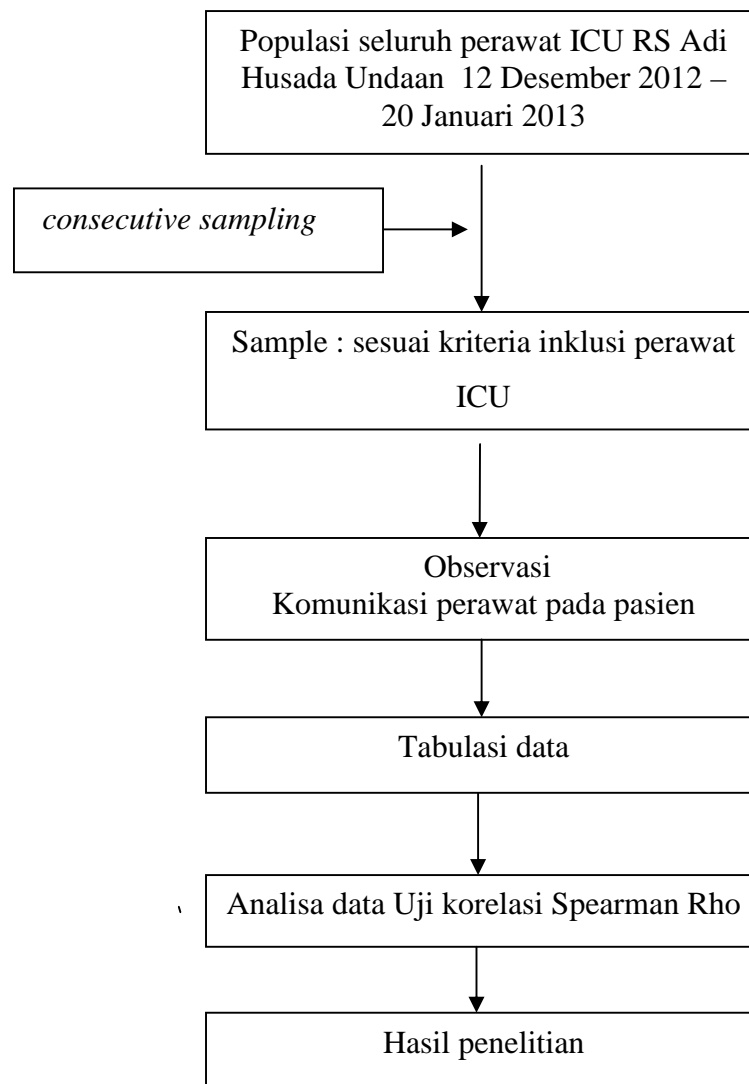 Populasi seluruh perawat ICU RS Adi
Husada Undaan 12 Desember 2012 –
20 Januari 2013
consecutive sampling
Sample : sesuai kriteria inklusi perawat
ICU
Observasi
Komunikasi perawat pada pasien
Tabulasi data
Analisa data Uji korelasi Spearman Rho
Hasil penelitian